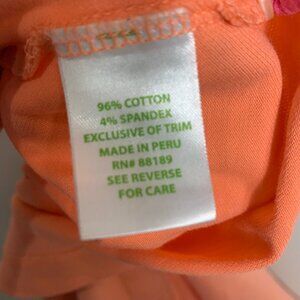 96% COTTON
4% SPANDEX
EXCLUSIVE OF TRIM
MADE IN PERU
RN# 88189
SEE REVERSE
FOR CARE